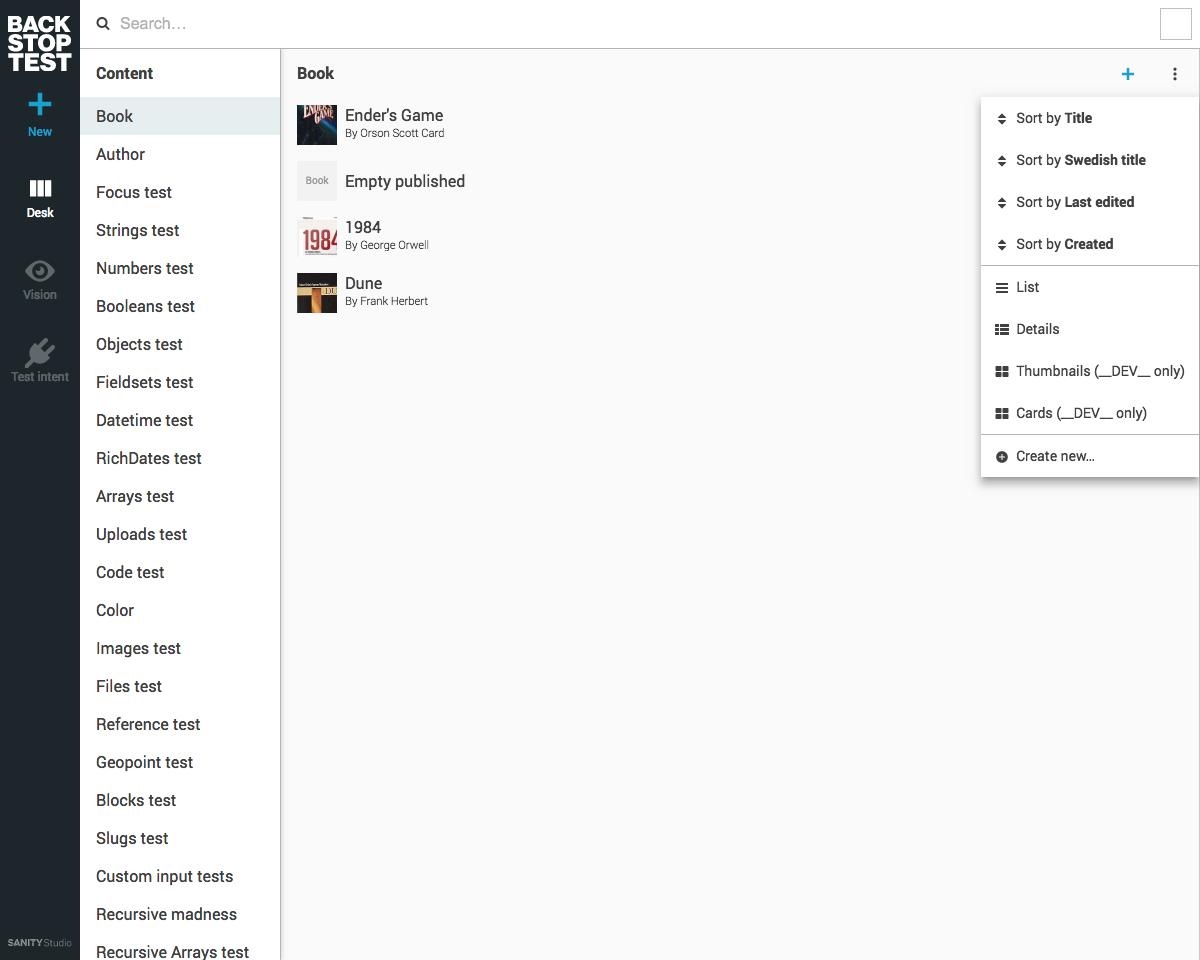 BACK
STOP
TEST
New
Desk
Vision
Test intent
SANITY Studio
Search...
Content
Book
Author
Focus test
Strings test
Numbers test
Booleans test
Objects test
Fieldsets test
Datetime test
RichDates test
Arrays test
Uploads test
Code test
Color
Images test
Files test
Reference test
Geopoint test
Blocks test
Slugs test
Custom input tests
Recursive madness
Recursive Arrays test
Book
ENDER'S
GAME
Ender's Game
By Orson Scott Card
Book
Empty published
1984
1984
By George Orwell
DU
Dune
By Frank Herbert
Sort by Title
Sort by Swedish title
Sort by Last edited
Sort by Created
List
Details
Thumbnails (__DEV__ only)
Cards (__DEV__ only)
Create new...